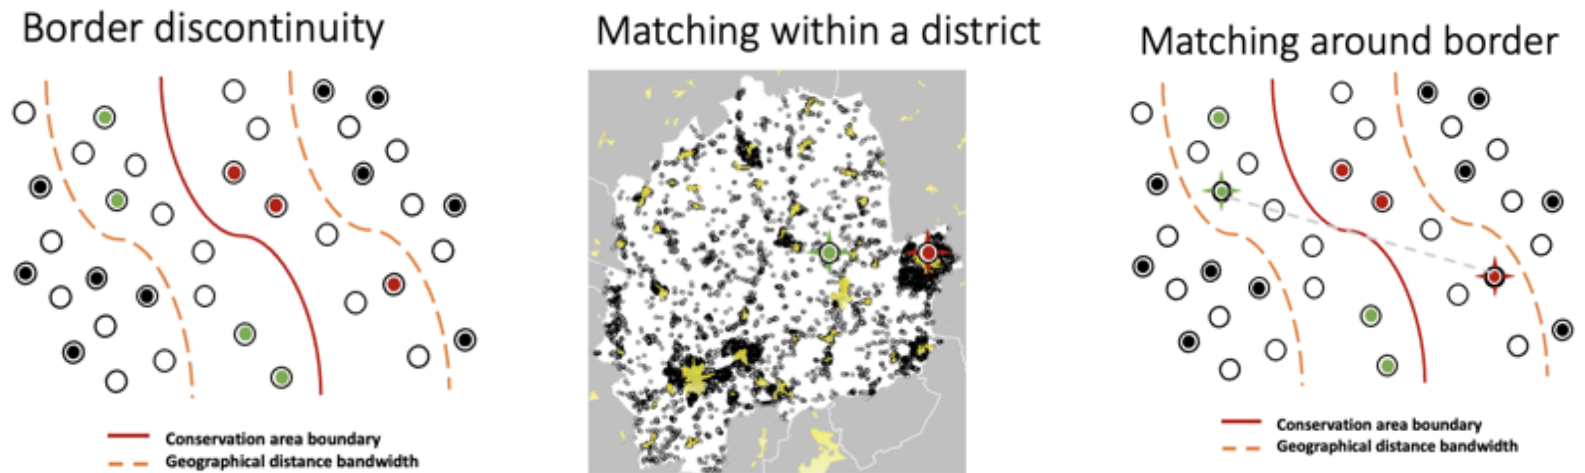 Border discontinuity
Matching within a district
Matching around border
Conservation area boundary
Geographical distance bandwidth
Conservation area boundary
Geographical distance bandwidth